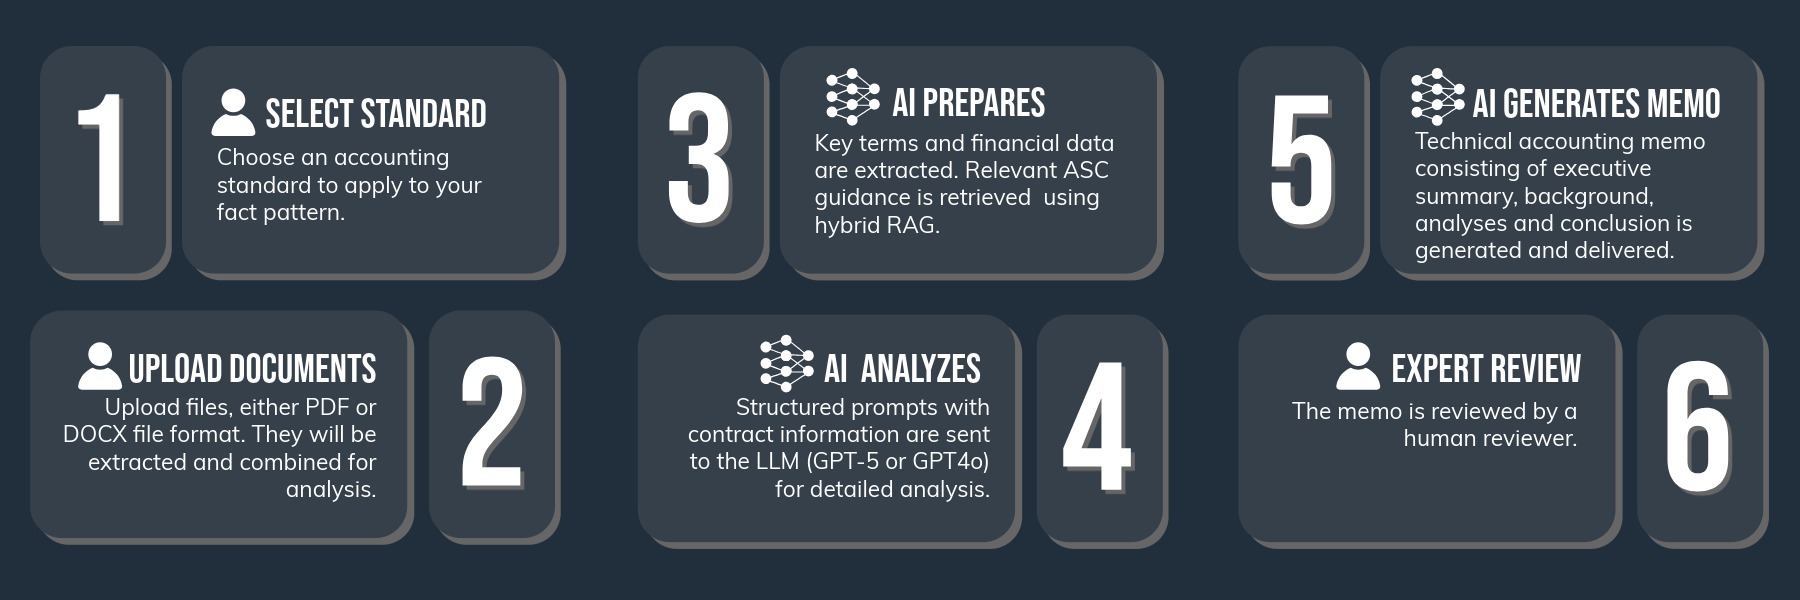 1
SELECT STANDARD
Choose an accounting
standard to apply to your
fact pattern.
UPLOAD DOCUMENTS
Upload files, either PDF or
DOCX file format. They will be
extracted and combined for
analysis.
2
3
AI PREPARES
Key terms and financial data
are extracted. Relevant ASC
guidance is retrieved  using
hybrid RAG.
AI  ANALYZES
Structured prompts with
contract information are sent
to the LLM (GPT-5 or GPT4o)
for detailed analysis.
4
5
AI GENERATES MEMO
Technical accounting memo
consisting of executive
summary, background,
analyses and conclusion is
generated and delivered.
EXPERT REVIEW
The memo is reviewed by a
human reviewer.
6